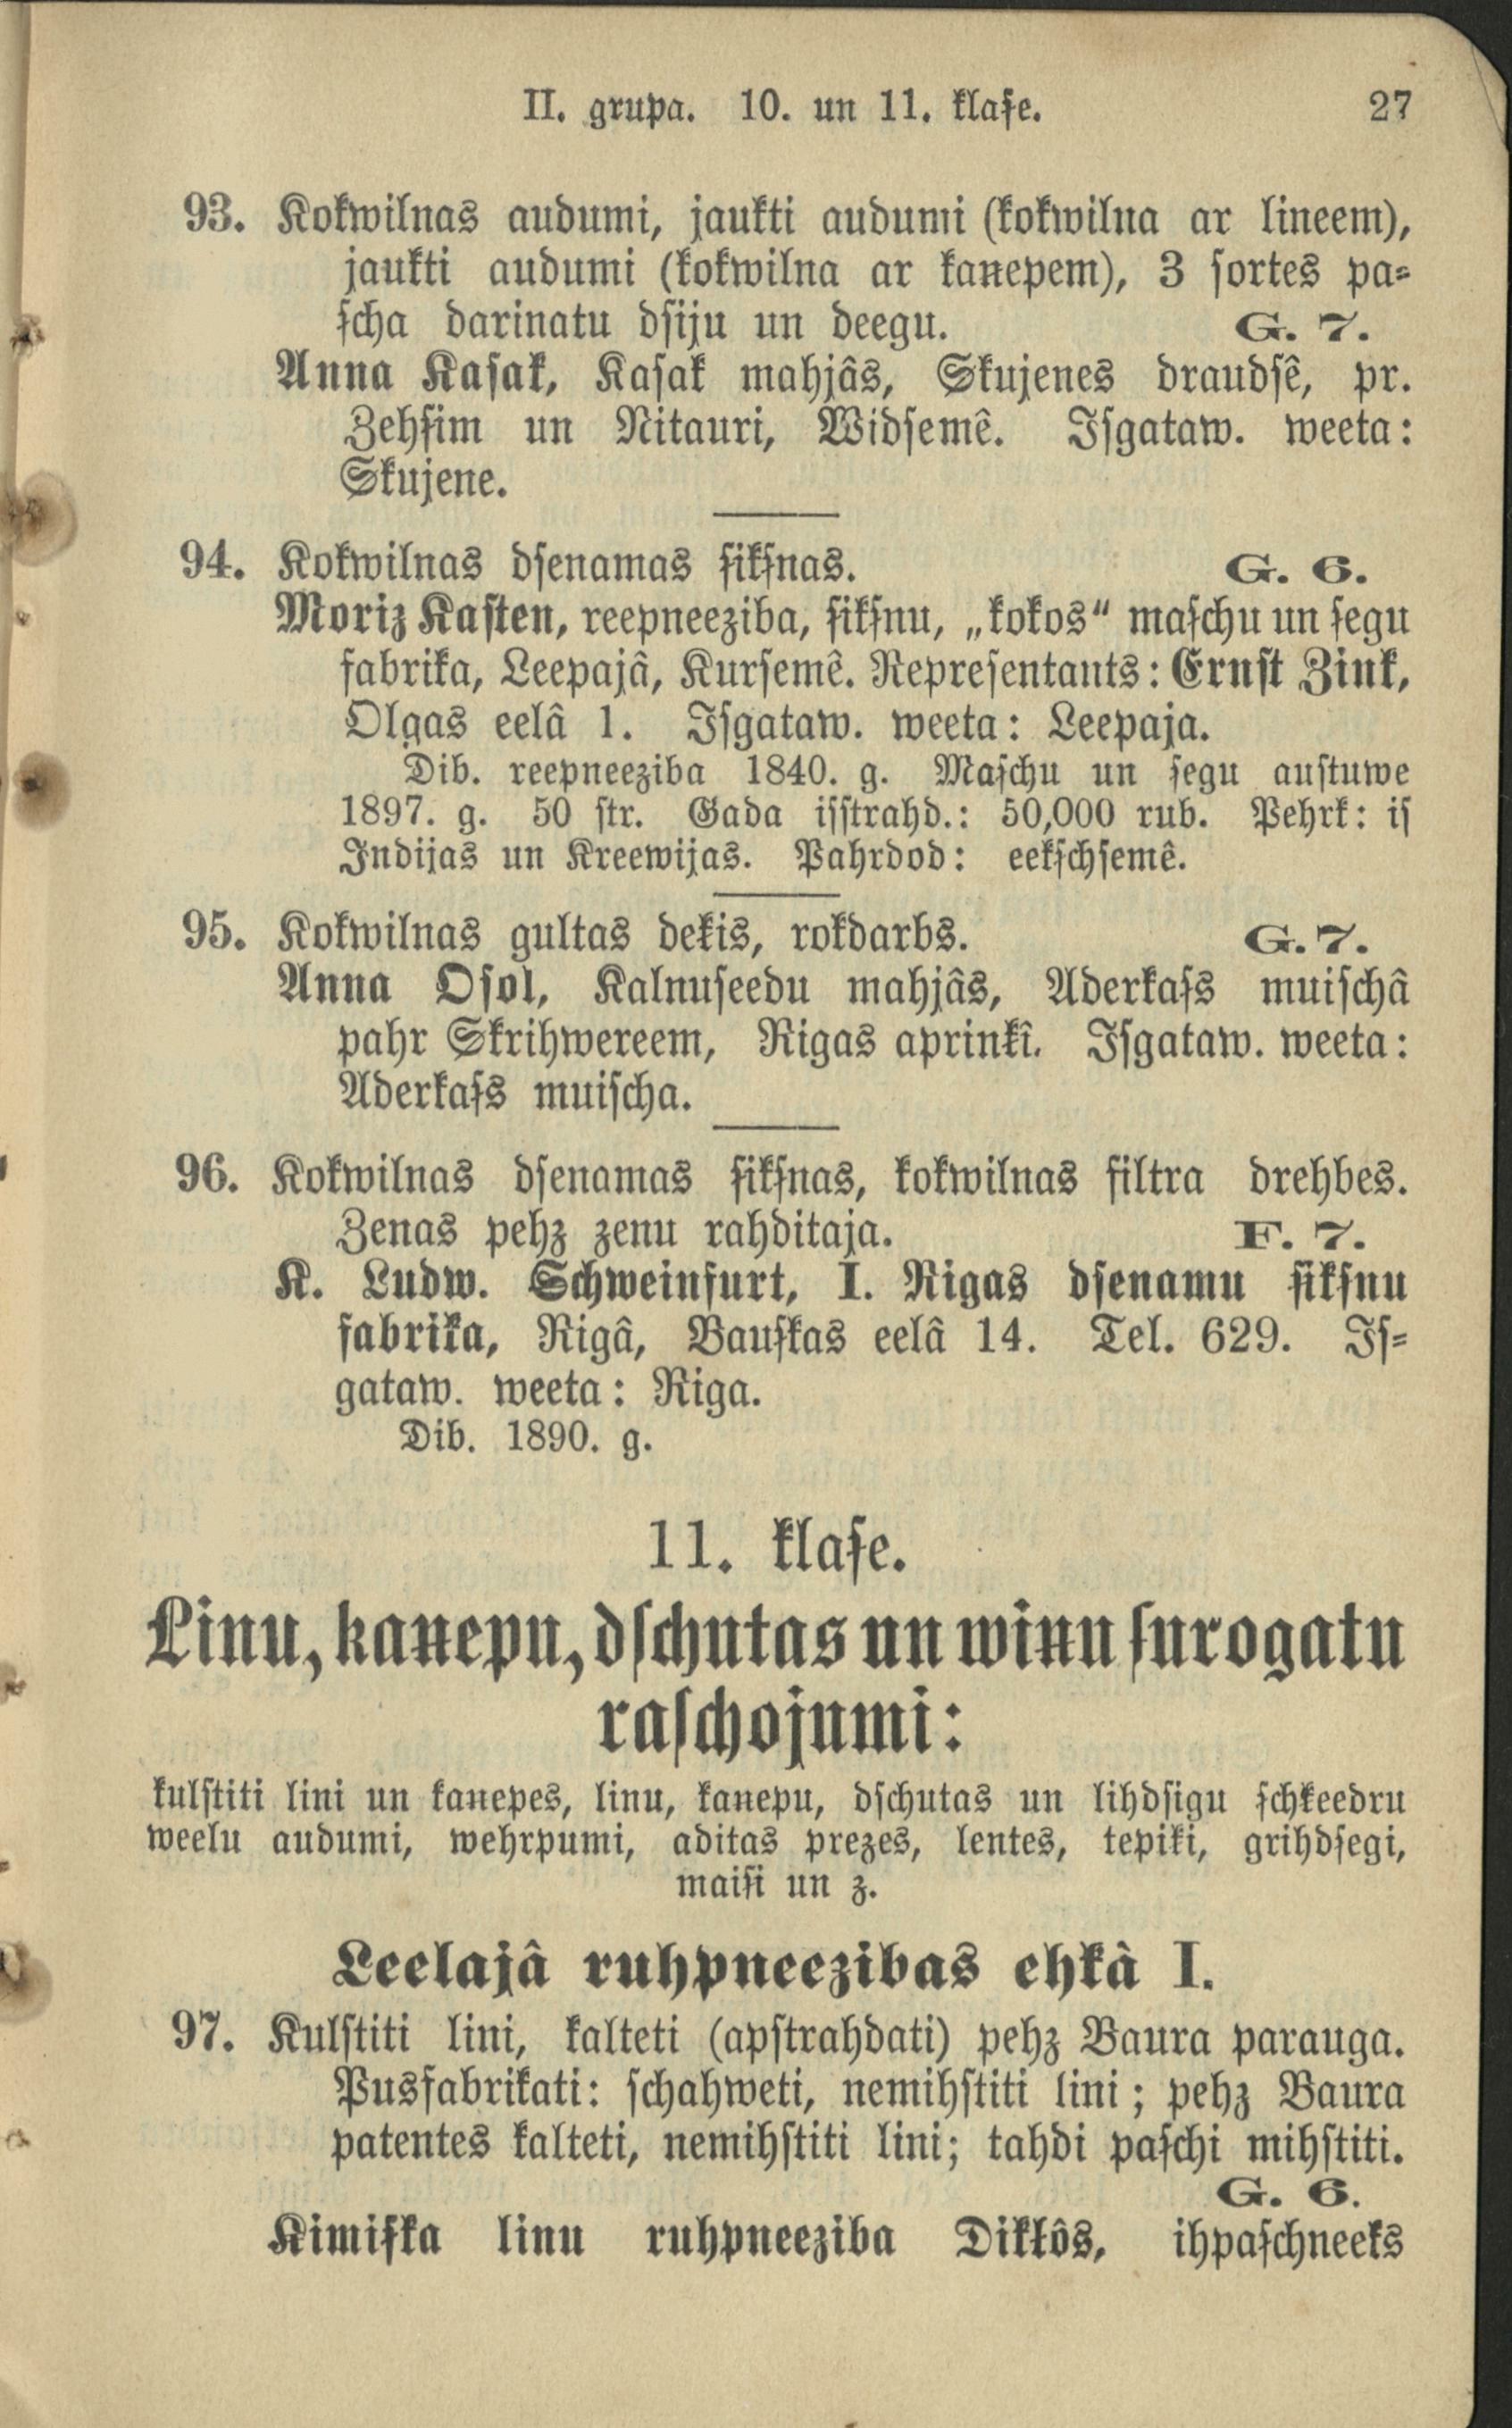 II. grupa. 10. un 11. klaſe. 27
93. Kokwilnas audumi, jaukti audumi (kokwilna ar lineem),
jaukti audumi (kokwilna ar kaņepem), 3 ſortes pa-
ſcha darinatu dſiju un deegu. G. 7.
Anna Kaſak, Kaſak mahjâs, Skujenes draudſê, pr.
Zehſim un Nitauri, Widſemê. Iſgataw. weeta:
Skujene.
94. Kokwilnas dſenamas ſikſnas. G. 6.
Moriz Kaſten, reepneeziba, ſikſnu, „kokos“ maſchu un ſegu
fabrika, Leepajâ, Kurſemê. Repreſentants: Ernſt Zink,
Olgas eelâ 1. Iſgataw. weeta: Leepaja.
Dib. reepneeziba 1840. g. Maſchu un ſegu auſtuwe
1897. g. 50 ſtr. Gada iſſtrahd.: 50,000 rub. Pehrk: iſ
Indijas un Kreewijas. Pahrdod: eekſchſemê.
95. Kokwilnas gultas deķis, rokdarbs. G. 7.
Anna Oſol, Kalnuſeedu mahjâs, Aderkaſs muiſchâ
pahr Skrihwereem, Rigas apriņķî. Iſgataw. weeta:
Aderkaſs muiſcha.
96. Kokwilnas dſenamas ſikſnas, kokwilnas filtra drehbes.
Zenas pehz zenu rahditaja. F. 7.
K. Ludw. Schweinfurt, I. Rigas dſenamu ſikſnu
fabrika, Rigâ, Bauſkas eelâ 14. Tel. 629. Iſ-
gataw. weeta: Riga.
Dib. 1890. g.
11. klaſe.
Linu, kaņepu, dſchutas un wiņu ſurogatu
raſchojumi:
kulſtiti lini un kaņepes, linu, kaņepu, dſchutas un lihdſigu ſchķeedru
weelu audumi, wehrpumi, aditas prezes, lentes, tepiķi, grihdſegi,
maiſi un z.
Leelajâ ruhpneezibas ehkâ I.
97. Kulſtiti lini, kalteti (apſtrahdati) pehz Baura parauga.
Pusfabrikati: ſchahweti, nemihſtiti lini; pehz Baura
patentes kalteti, nemihſtiti lini; tahdi paſchi mihſtiti.
G. 6.
Ķimiſka linu ruhpneeziba Dikļôs, ihpaſchneeks